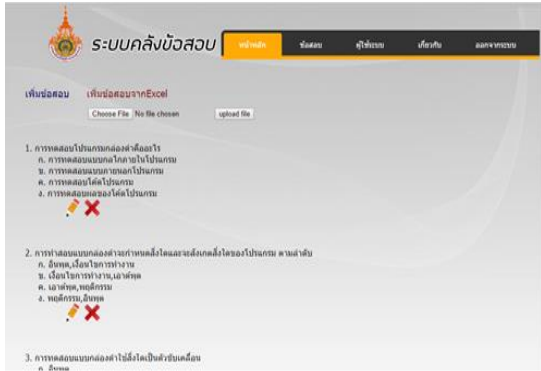 ระบบคลังข้อสอบ
หน้าหลัก ข้อสอบ ผู้ใช้ระบบ เกี่ยวกับ ออกจากระบบ
เพิ่มข้อสอบ เพิ่มข้อสอบจากExcel
Choose File No file chosen upload file
1. การทดสอบโปรแกรมกล่องดำคืออะไร
ก. การทดสอบแบบกลไกภายในโปรแกรม
ข. การทดสอบแบบภายนอกโปรแกรม
ค. การทดสอบโค๊ดโปรแกรม
ง. การทดสอบผลของโค๊ดโปรแกรม
2. การทำสอบแบบกล่องดำจะกำหนดสิ่งใดและจะสังเกตสิ่งใดของโปรแกรม ตามลำดับ
ก. อินพุต,เงื่อนไขการทำงาน
ข. เงื่อนไขการทำงาน,เอาท์พุต
ค. เอาท์พุต,พฤติกรรม
ง. พฤติกรรม,อินพุต
3. การทดสอบแบบกล่องดำใช้สิ่งใดเป็นตัวขับเคลื่อน
ก. อินพุต